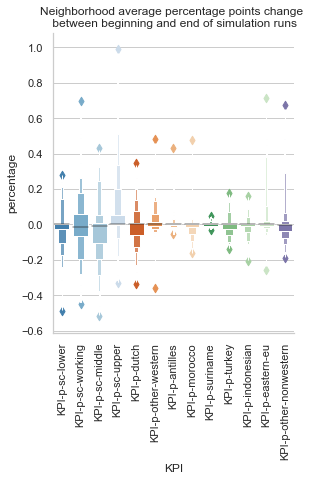 Neighborhood average percentage points change
between beginning and end of simulation runs
percentage
1.0
0.8
0.6
0.4
0.2
0.0
−0.2
−0.4
−0.6
KPI-p-sc-lower
KPI-p-sc-working
KPI-p-sc-middle
KPI-p-sc-upper
KPI-p-dutch
KPI-p-other-western
KPI-p-antilles
KPI-p-morocco
KPI-p-suriname
KPI-p-turkey
KPI-p-indonesian
KPI-p-eastern-eu
KPI-p-other-nonwestern
KPI